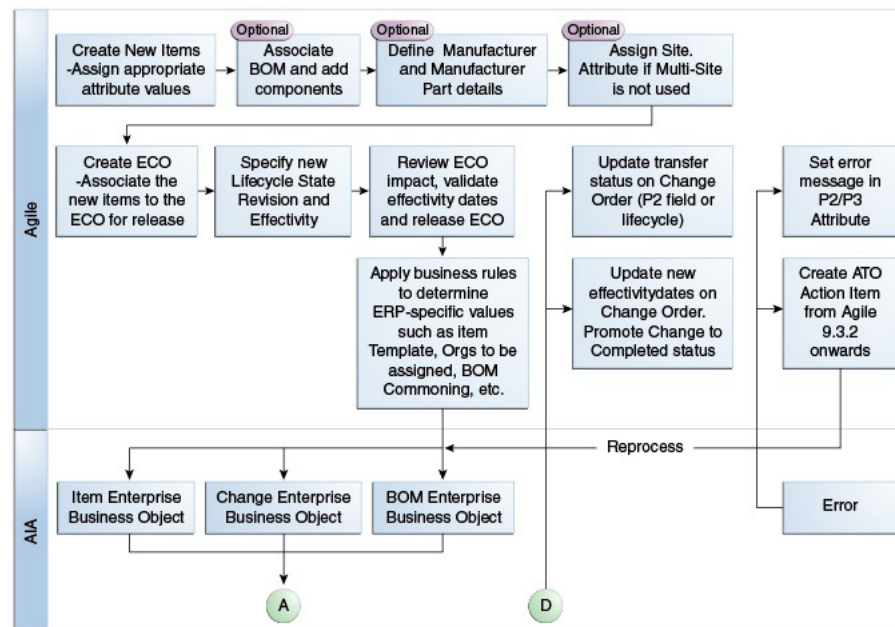 Agile
Optional
Optional
Optional
Create New Items
-Assign appropriate
attribute values
Associate
BOM and add
components
Define Manufacturer
and Manufacturer
Part details
Assign Site.
Attribute if Multi-Site
is not used
Create ECO
-Associate the
new items to the
ECO for release
Specify new
Lifecycle State
Revision and
Effectivity
Review ECO
impact, validate
effectivity dates
and release ECO
Update transfer
status on Change
Order (P2 field or
lifecycle)
Set error
message in
P2/P3
Attribute
Apply business rules
to determine
ERP-specific values
such as item
Template, Orgs to be
assigned, BOM
Commoning, etc.
Update new
effectivitydates on
Change Order.
Promote Change to
Completed status
Create ATO
Action Item
from Agile
9.3.2
onwards
AIA
Reprocess
Item Enterprise
Business Object
Change Enterprise
Business Object
BOM Enterprise
Business Object
Error
A
D